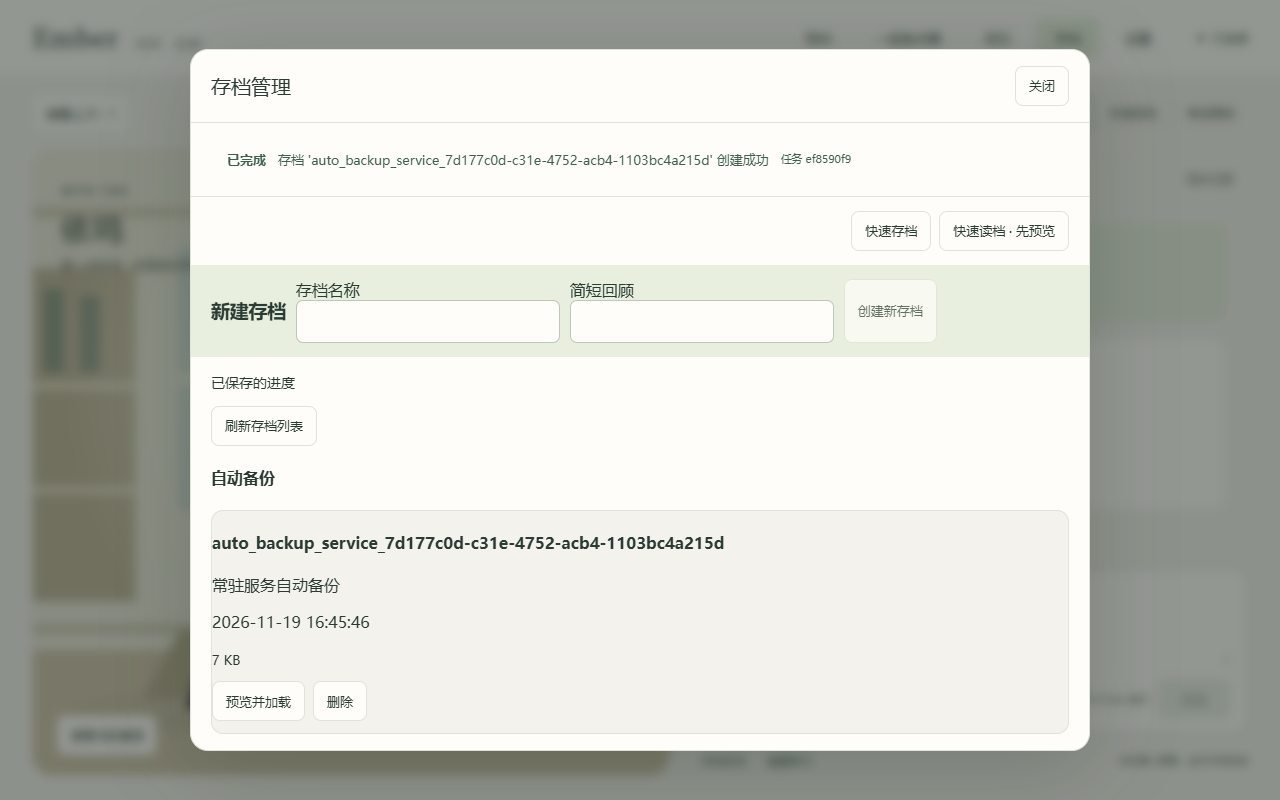 Ember
存档管理
关闭
已完成 存档 'auto_backup_service_7d177c0d-c31e-4752-acb4-1103bc4a215d' 创建成功 任务 ef8590f9
快速存档 快速读档 · 先预览
新建存档 存档名称 简短回顾 创建新存档
已保存的进度
刷新存档列表
自动备份
auto_backup_service_7d177c0d-c31e-4752-acb4-1103bc4a215d
常驻服务自动备份
2026-11-19 16:45:46
7 KB
预览并加载 删除